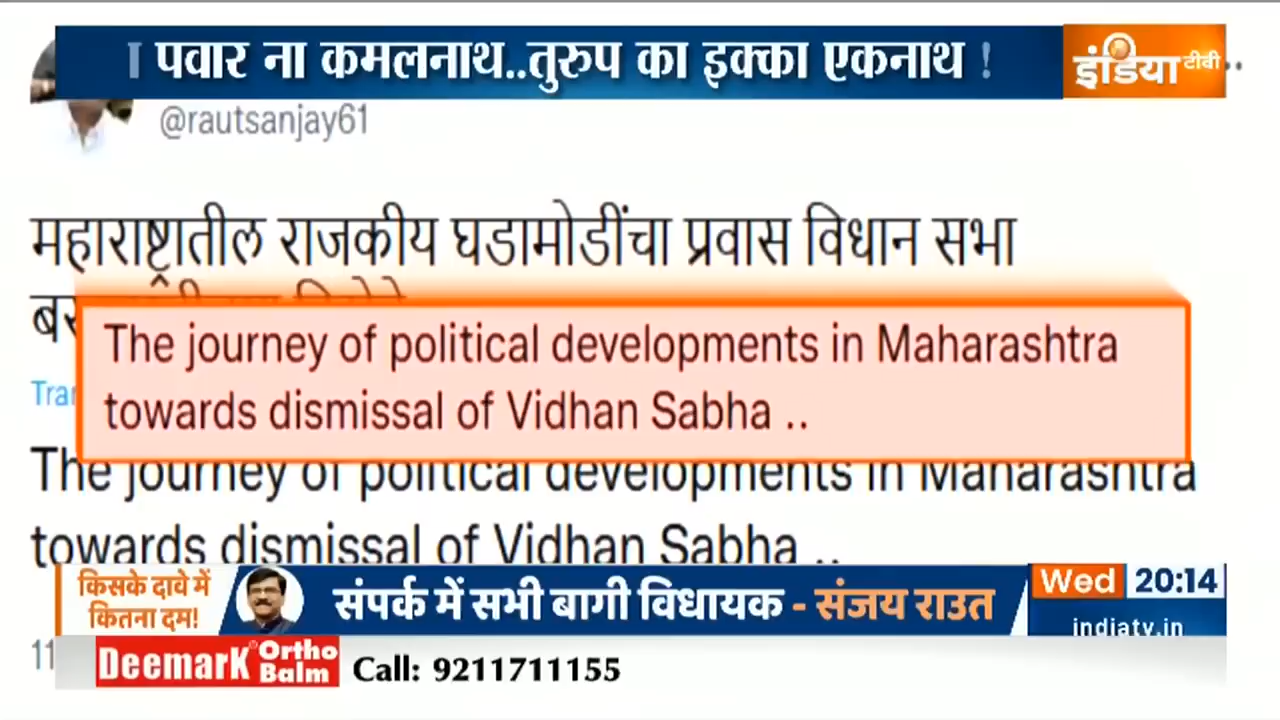 पवार ना कमलनाथ..तुरुप का इक्का एकनाथ !
इंडिया टीवी
@rautsanjay61
महाराष्ट्रातील राजकीय घडामोडींचा प्रवास विधान सभा
The journey of political developments in Maharashtra
towards dismissal of Vidhan Sabha ..
The journey of political developments in Maharashtra
towards dismissal of Vidhan Sabha ..
किसके दावे में
कितना दम!
संपर्क में सभी बागी विधायक - संजय राउत
Wed 20:14
indiatv.in
11
Deemark Ortho Balm
Call: 9211711155